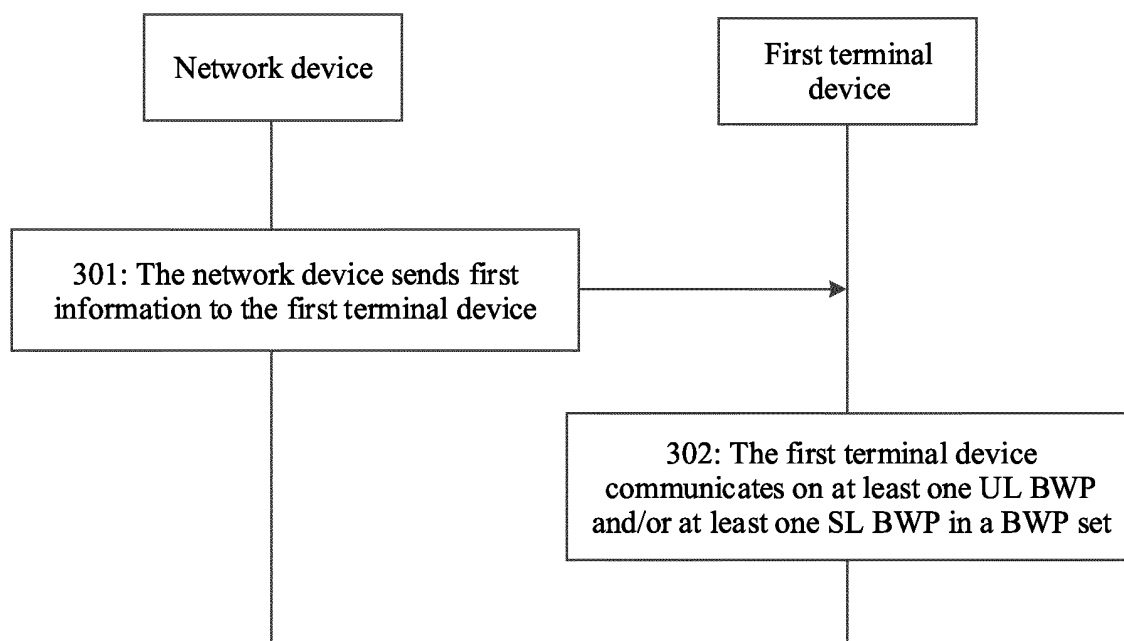 Network device
First terminal
device
301: The network device sends first
information to the first terminal device
302: The first terminal device
communicates on at least one UL BWP
and/or at least one SL BWP in a BWP set